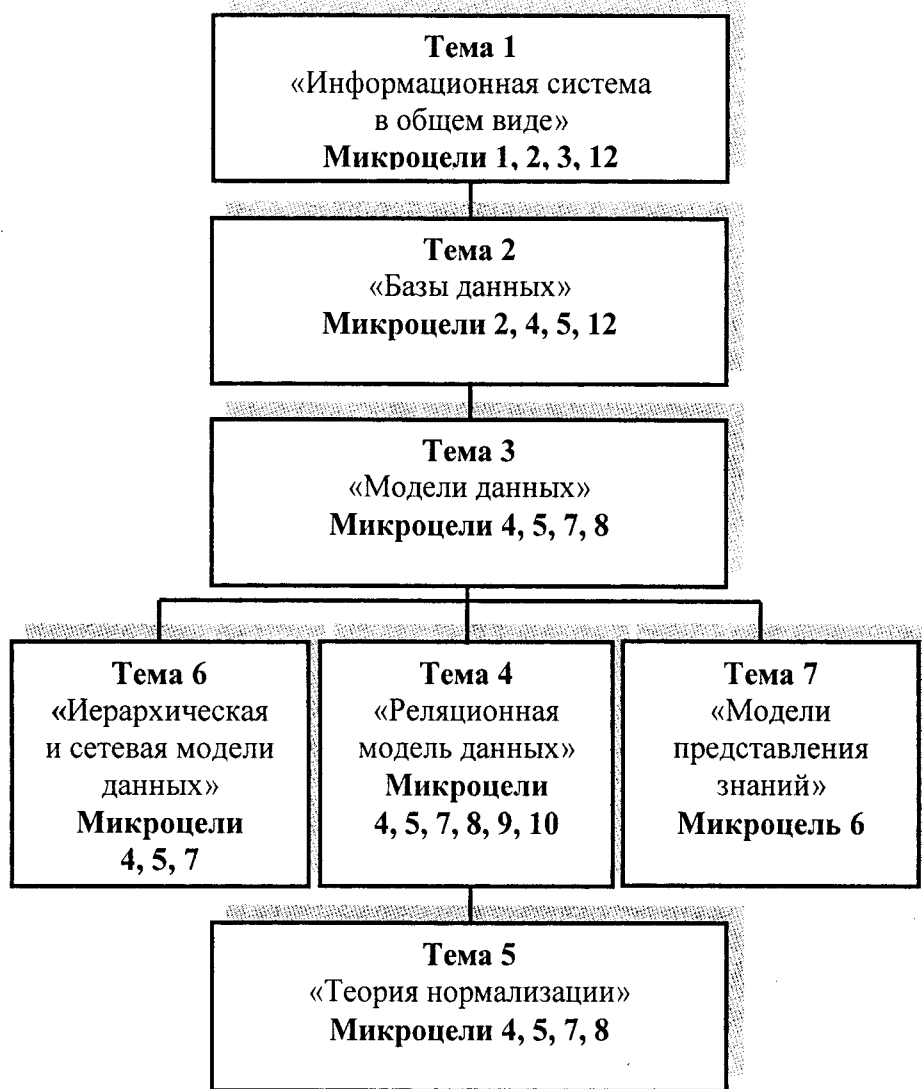 Тема 1
«Информационная система
в общем виде»
Микроцели 1, 2, 3, 12
Тема 2
«Базы данных»
Микроцели 2, 4, 5, 12
Тема 3
«Модели данных»
Микроцели 4, 5, 7, 8
Тема 6
«Иерархическая
и сетевая модели
данных»
Микроцели
4, 5, 7
Тема 4
«Реляционная
модель данных»
Микроцели
4, 5, 7, 8, 9, 10
Тема 7
«Модели
представления
знаний»
Микроцель 6
Тема 5
«Теория нормализации»
Микроцели 4, 5, 7, 8